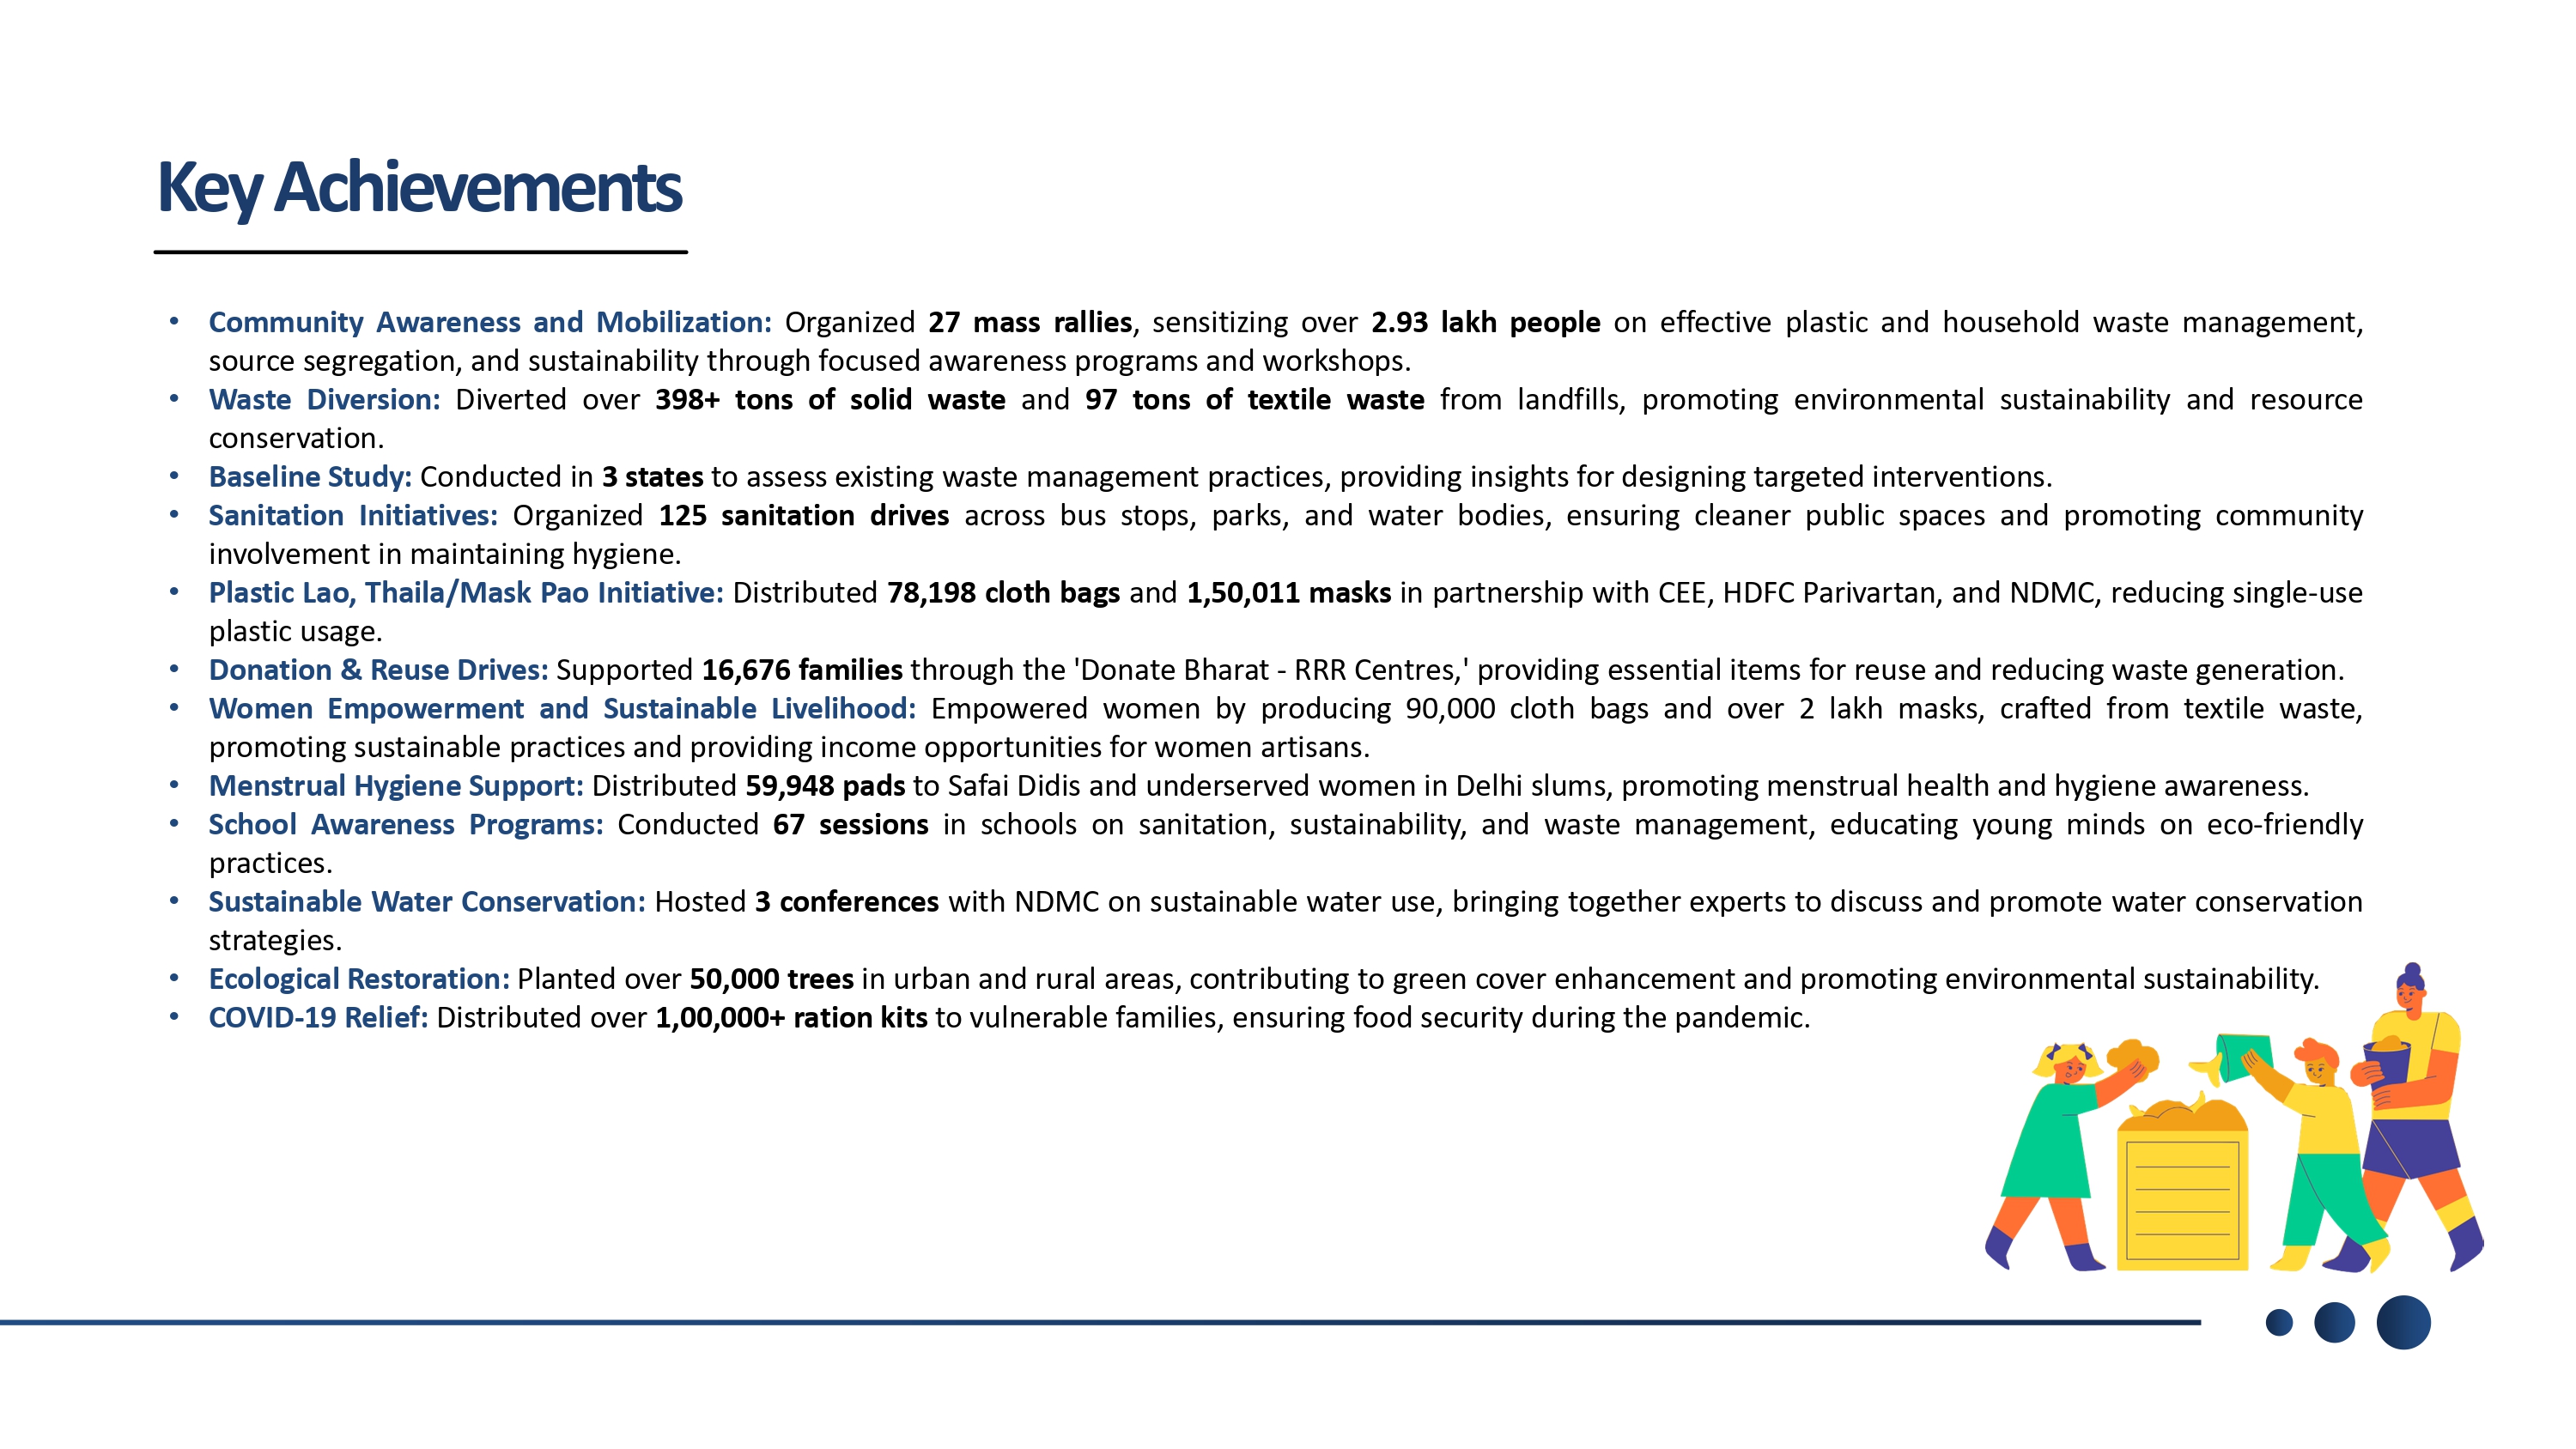 Key Achievements
• Community Awareness and Mobilization: Organized 27 mass rallies, sensitizing over 2.93 lakh people on effective plastic and household waste management,
source segregation, and sustainability through focused awareness programs and workshops.
• Waste Diversion: Diverted over 398+ tons of solid waste and 97 tons of textile waste from landfills, promoting environmental sustainability and resource
conservation.
• Baseline Study: Conducted in 3 states to assess existing waste management practices, providing insights for designing targeted interventions.
• Sanitation Initiatives: Organized 125 sanitation drives across bus stops, parks, and water bodies, ensuring cleaner public spaces and promoting community
involvement in maintaining hygiene.
• Plastic Lao, Thaila/Mask Pao Initiative: Distributed 78,198 cloth bags and 1,50,011 masks in partnership with CEE, HDFC Parivartan, and NDMC, reducing single-use
plastic usage.
• Donation & Reuse Drives: Supported 16,676 families through the 'Donate Bharat - RRR Centres,' providing essential items for reuse and reducing waste generation.
• Women Empowerment and Sustainable Livelihood: Empowered women by producing 90,000 cloth bags and over 2 lakh masks, crafted from textile waste,
promoting sustainable practices and providing income opportunities for women artisans.
• Menstrual Hygiene Support: Distributed 59,948 pads to Safai Didis and underserved women in Delhi slums, promoting menstrual health and hygiene awareness.
• School Awareness Programs: Conducted 67 sessions in schools on sanitation, sustainability, and waste management, educating young minds on eco-friendly
practices.
• Sustainable Water Conservation: Hosted 3 conferences with NDMC on sustainable water use, bringing together experts to discuss and promote water conservation
strategies.
• Ecological Restoration: Planted over 50,000 trees in urban and rural areas, contributing to green cover enhancement and promoting environmental sustainability.
• COVID-19 Relief: Distributed over 1,00,000+ ration kits to vulnerable families, ensuring food security during the pandemic.